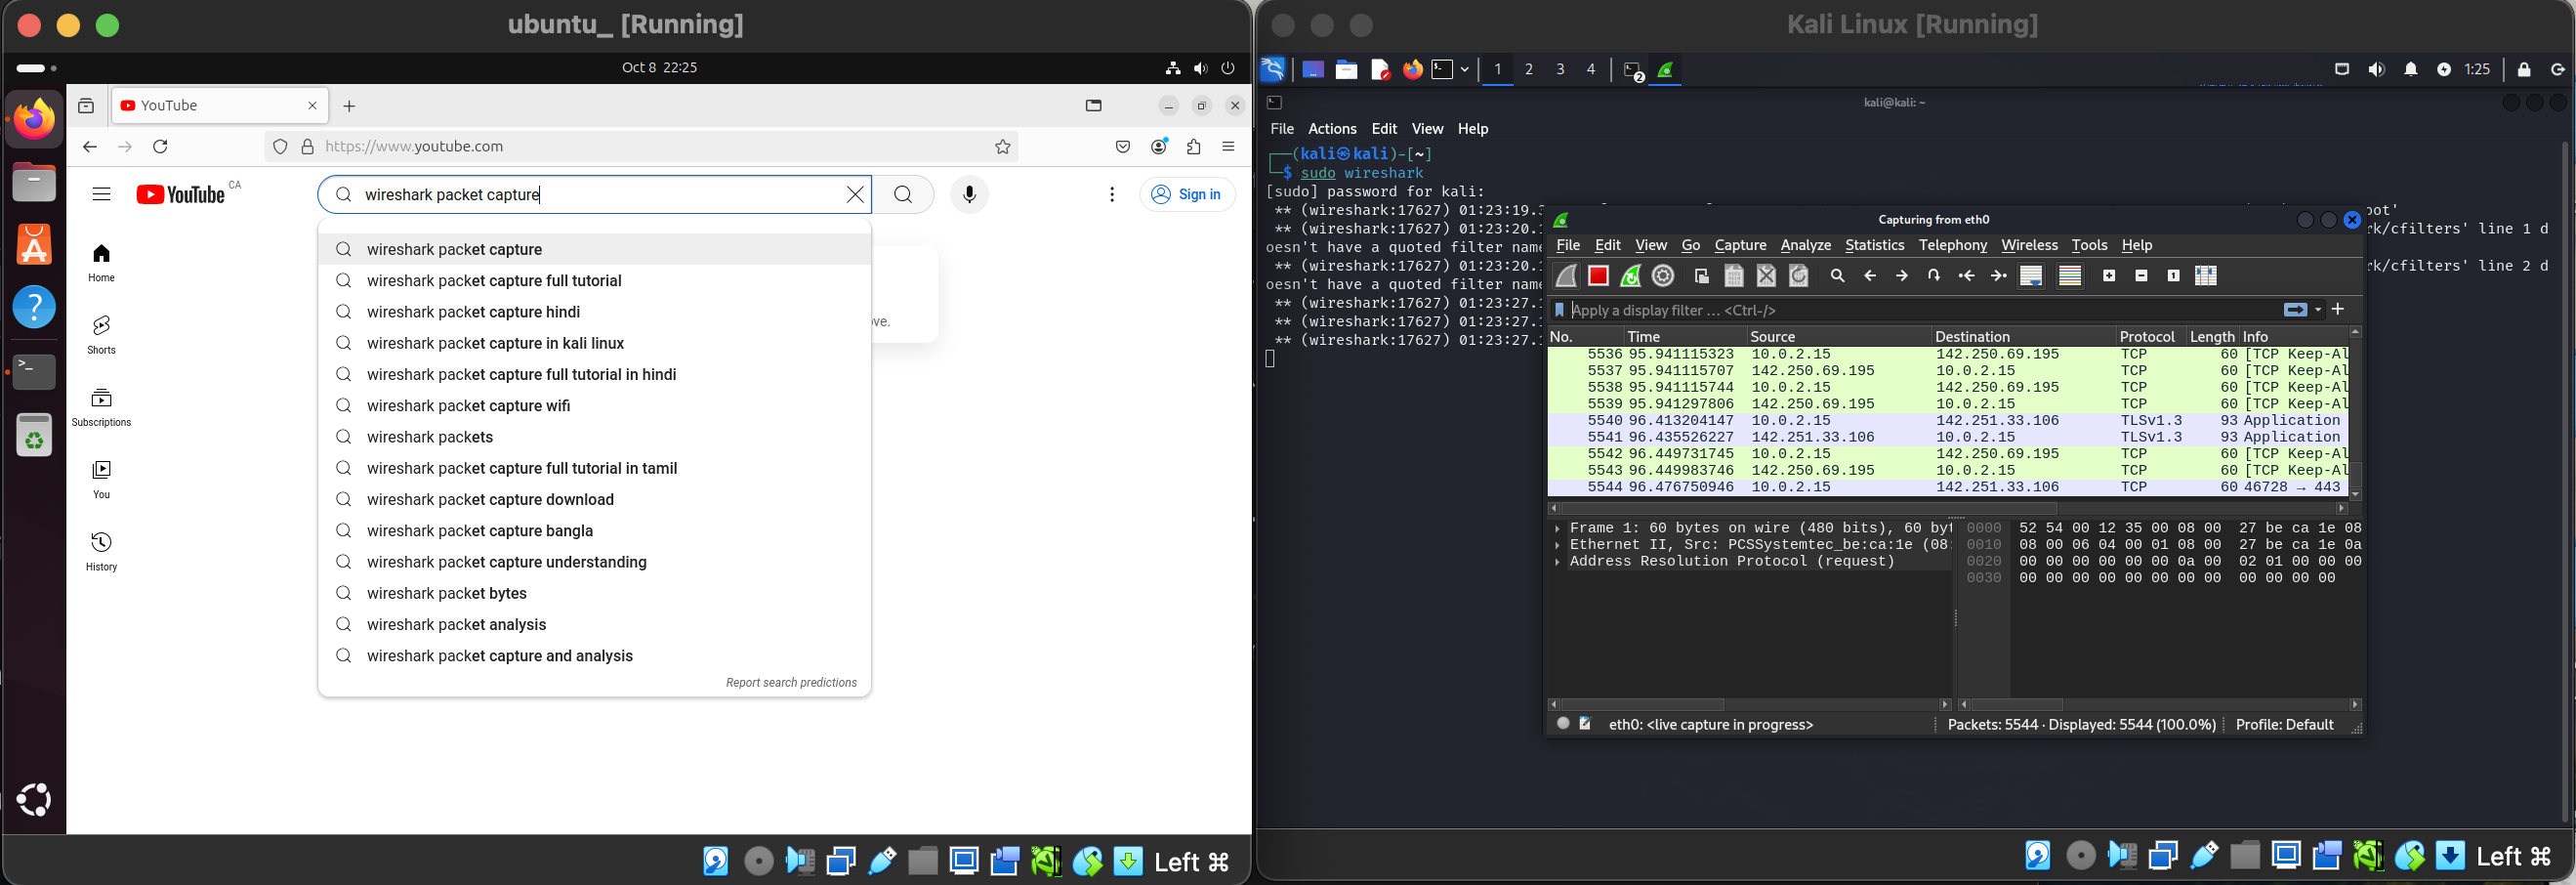 ubuntu_ [Running]
Oct 8 22:25
YouTube
https://www.youtube.com
YouTube CA
wireshark packet capture
Sign in
Home
Shorts
Subscriptions
You
History
wireshark packet capture
wireshark packet capture full tutorial
wireshark packet capture hindi
wireshark packet capture in kali linux
wireshark packet capture full tutorial in hindi
wireshark packet capture wifi
wireshark packets
wireshark packet capture full tutorial in tamil
wireshark packet capture download
wireshark packet capture bangla
wireshark packet capture understanding
wireshark packet bytes
wireshark packet analysis
wireshark packet capture and analysis
Report search predictions
ove.
Left ⌘
Kali Linux [Running]
1 2 3 4
2
1:25
kali@kali: ~
File Actions Edit View Help
┌──(kali㉿kali)-[~]
└─$ sudo wireshark
[sudo] password for kali:
** (wireshark:17627) 01:23:19.
oot'
** (wireshark:17627) 01:23:20.
rk/cfilters' line 1 d
oesn't have a quoted filter name
** (wireshark:17627) 01:23:20.
rk/cfilters' line 2 d
oesn't have a quoted filter name
** (wireshark:17627) 01:23:27.
** (wireshark:17627) 01:23:27.
** (wireshark:17627) 01:23:27.
Capturing from eth0
File Edit View Go Capture Analyze Statistics Telephony Wireless Tools Help
Apply a display filter … <Ctrl-/>
No. Time Source Destination Protocol Length Info
5536 95.941115323 10.0.2.15 142.250.69.195 TCP 60 [TCP Keep-Al
5537 95.941115707 142.250.69.195 10.0.2.15 TCP 60 [TCP Keep-Al
5538 95.941115744 10.0.2.15 142.250.69.195 TCP 60 [TCP Keep-Al
5539 95.941297806 142.250.69.195 10.0.2.15 TCP 60 [TCP Keep-Al
5540 96.413204147 10.0.2.15 142.251.33.106 TLSv1.3 93 Application
5541 96.435526227 142.251.33.106 10.0.2.15 TLSv1.3 93 Application
5542 96.449731745 10.0.2.15 142.250.69.195 TCP 60 [TCP Keep-Al
5543 96.449983746 142.250.69.195 10.0.2.15 TCP 60 [TCP Keep-Al
5544 96.476750946 10.0.2.15 142.251.33.106 TCP 60 46728 → 443
Frame 1: 60 bytes on wire (480 bits), 60 byt
Ethernet II, Src: PCSSystemtec_be:ca:1e (08:
Address Resolution Protocol (request)
0000 52 54 00 12 35 00 08 00 27 be ca 1e 08
0010 08 00 06 04 00 01 08 00 27 be ca 1e 0a
0020 00 00 00 00 00 00 0a 00 02 01 00 00 00
0030 00 00 00 00 00 00 00 00 00 00 00 00
eth0: <live capture in progress>
Packets: 5544 · Displayed: 5544 (100.0%)
Profile: Default
Left ⌘